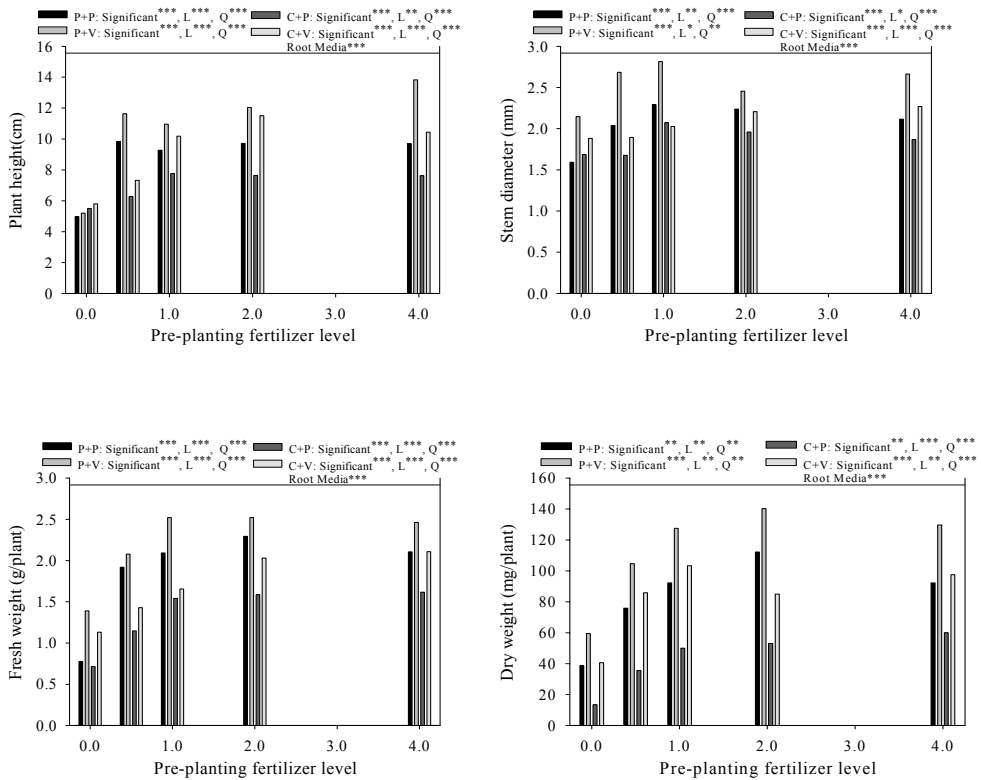 P+P: Significant***, L**, Q***
C+P: Significant***, L*, Q***
P+V: Significant***, L***, Q***
C+V: Significant***, L***, Q***
Root Media***
16
14
12
10
8
6
4
2
0
Plant height(cm)
0.0 1.0 2.0 3.0 4.0
Pre-planting fertilizer level
P+P: Significant***, L**, Q***
C+P: Significant***, L*, Q***
P+V: Significant***, L*, Q**
C+V: Significant***, L***, Q***
Root Media***
3.0
2.5
2.0
1.5
1.0
0.5
0.0
Stem diameter (mm)
0.0 1.0 2.0 3.0 4.0
Pre-planting fertilizer level
P+P: Significant***, L***, Q***
C+P: Significant***, L***, Q***
P+V: Significant***, L***, Q***
C+V: Significant***, L***, Q***
Root Media***
3.0
2.5
2.0
1.5
1.0
0.5
0.0
Fresh weight (g/plant)
0.0 1.0 2.0 3.0 4.0
Pre-planting fertilizer level
P+P: Significant**, L**, Q**
C+P: Significant**, L***, Q***
P+V: Significant***, L**, Q**
C+V: Significant***, L**, Q***
Root Media***
160
140
120
100
80
60
40
20
0
Dry weight (mg/plant)
0.0 1.0 2.0 3.0 4.0
Pre-planting fertilizer level